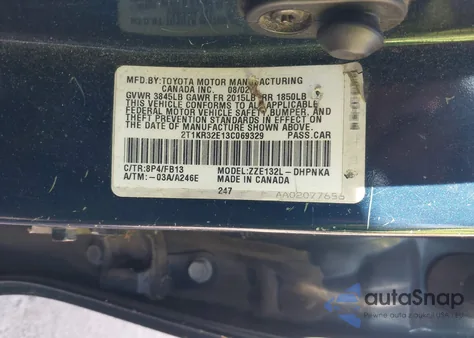 MFD.BY:TOYOTA MOTOR MANUFACTURING
CANADA INC. 08/02
GVWR 3845LB GAWR FR 2015LB RR 1850LB
THIS VEHICLE CONFORMS TO ALL APPLICABLE
FEDERAL MOTOR VEHICLE SAFETY,BUMPER, AND
THEFT PREVENTION STANDARDS IN EFFECT ON
THE DATE OF MANUFACTURE SHOWN ABOVE.
2T1KR32E13C069329 PASS.CAR
C/TR:8P4/FB13 MODEL:ZZE132L-DHPNKA
A/TM:-03A/A246E MADE IN CANADA
247
AA02077656
autoSnap